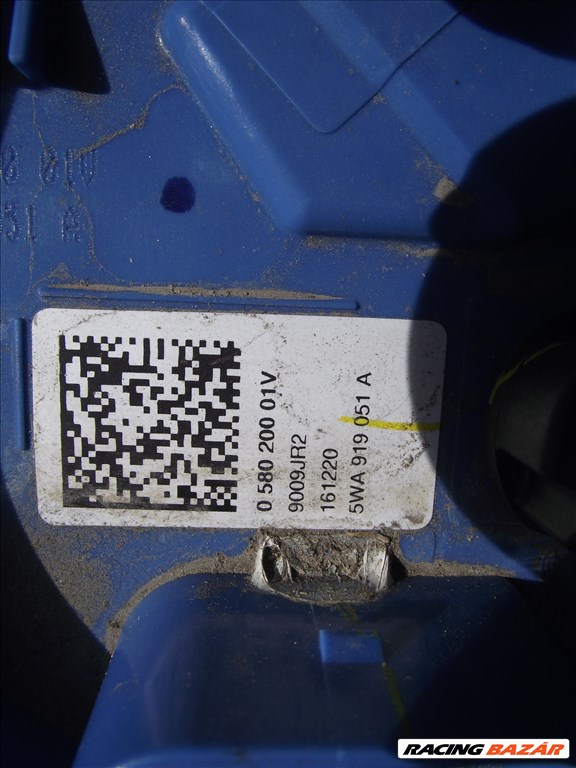 0 580 200 01V
9009JR2
161220
5WA 919 051 A
RACING BAZÁR